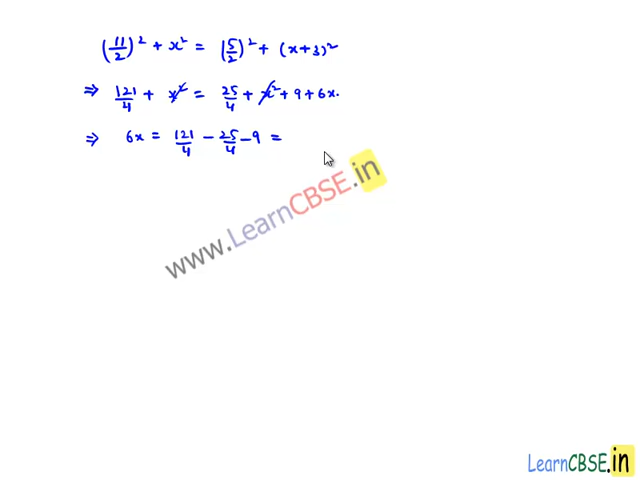 (11/2)² + x² = (5/2)² + (x+3)²
⇒ 121/4 + x² = 25/4 + x² + 9 + 6x.
⇒ 6x = 121/4 - 25/4 - 9 =
www.LearnCBSE.in
LearnCBSE.in